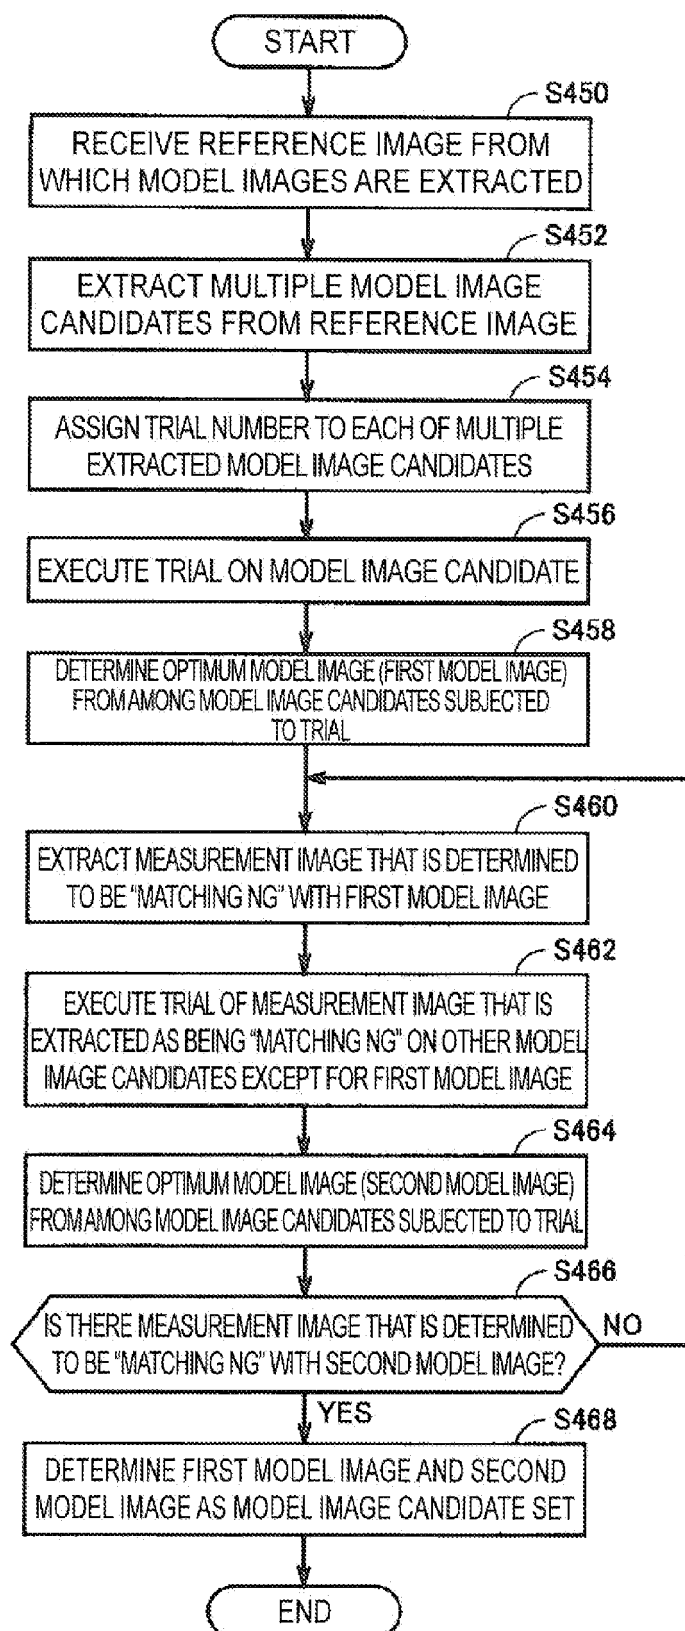 START
S450
RECEIVE REFERENCE IMAGE FROM
WHICH MODEL IMAGES ARE EXTRACTED
S452
EXTRACT MULTIPLE MODEL IMAGE
CANDIDATES FROM REFERENCE IMAGE
S454
ASSIGN TRIAL NUMBER TO EACH OF MULTIPLE
EXTRACTED MODEL IMAGE CANDIDATES
S456
EXECUTE TRIAL ON MODEL IMAGE CANDIDATE
S458
DETERMINE OPTIMUM MODEL IMAGE (FIRST MODEL IMAGE)
FROM AMONG MODEL IMAGE CANDIDATES SUBJECTED
TO TRIAL
S460
EXTRACT MEASUREMENT IMAGE THAT IS DETERMINED
TO BE "MATCHING NG" WITH FIRST MODEL IMAGE
S462
EXECUTE TRIAL OF MEASUREMENT IMAGE THAT IS
EXTRACTED AS BEING "MATCHING NG" ON OTHER MODEL
IMAGE CANDIDATES EXCEPT FOR FIRST MODEL IMAGE
S464
DETERMINE OPTIMUM MODEL IMAGE (SECOND MODEL IMAGE)
FROM AMONG MODEL IMAGE CANDIDATES SUBJECTED TO TRIAL
S466
IS THERE MEASUREMENT IMAGE THAT IS DETERMINED
TO BE "MATCHING NG" WITH SECOND MODEL IMAGE?
NO
YES
S468
DETERMINE FIRST MODEL IMAGE AND SECOND
MODEL IMAGE AS MODEL IMAGE CANDIDATE SET
END